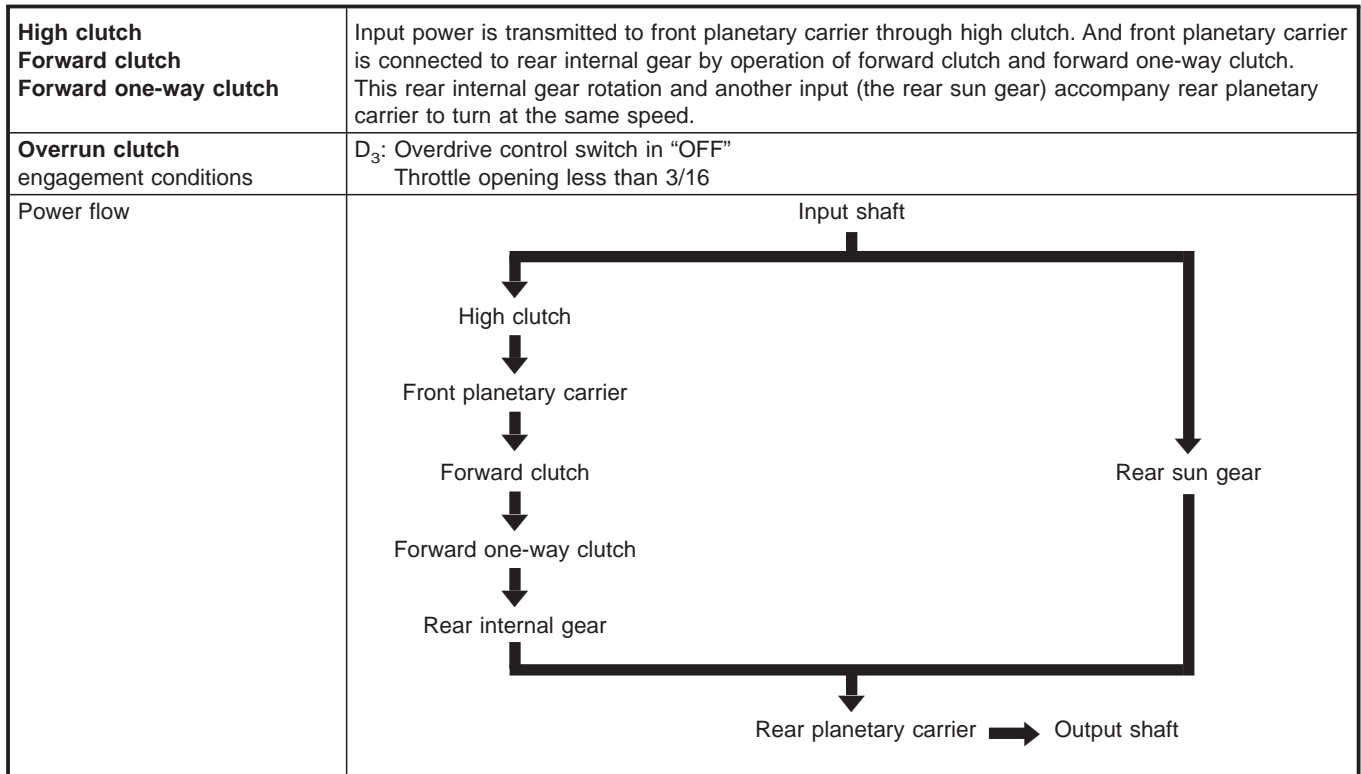 High clutch
Forward clutch
Forward one-way clutch
Input power is transmitted to front planetary carrier through high clutch. And front planetary carrier
is connected to rear internal gear by operation of forward clutch and forward one-way clutch.
This rear internal gear rotation and another input (the rear sun gear) accompany rear planetary
carrier to turn at the same speed.
Overrun clutch
engagement conditions
D3: Overdrive control switch in “OFF”
Throttle opening less than 3/16
Power flow
Input shaft
High clutch
Front planetary carrier
Forward clutch
Rear sun gear
Forward one-way clutch
Rear internal gear
Rear planetary carrier Output shaft